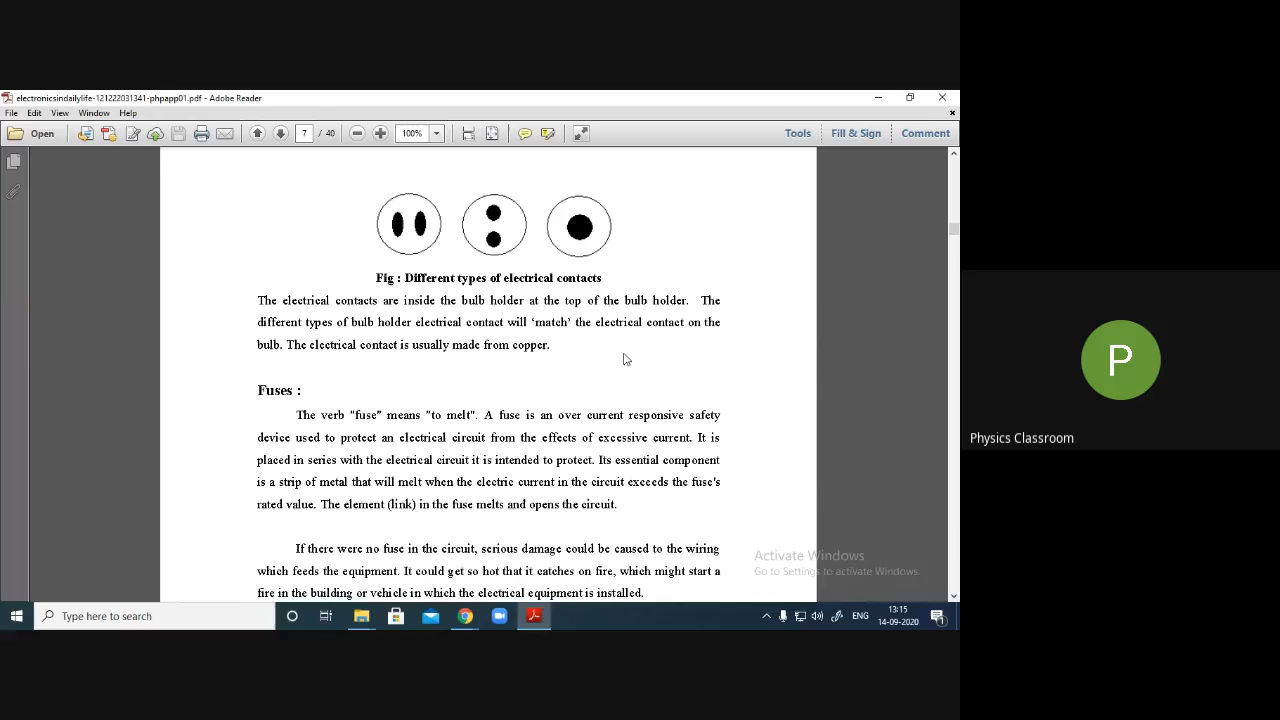 electronicsindailylife-121222031341-phpapp01.pdf - Adobe Reader
File Edit View Window Help
Open 7 / 40 100% Tools Fill & Sign Comment
Fig : Different types of electrical contacts
The electrical contacts are inside the bulb holder at the top of the bulb holder. The
different types of bulb holder electrical contact will ‘match’ the electrical contact on the
bulb. The electrical contact is usually made from copper.
Fuses :
The verb "fuse" means "to melt". A fuse is an over current responsive safety
device used to protect an electrical circuit from the effects of excessive current. It is
placed in series with the electrical circuit it is intended to protect. Its essential component
is a strip of metal that will melt when the electric current in the circuit exceeds the fuse's
rated value. The element (link) in the fuse melts and opens the circuit.
If there were no fuse in the circuit, serious damage could be caused to the wiring
which feeds the equipment. It could get so hot that it catches on fire, which might start a
fire in the building or vehicle in which the electrical equipment is installed.
Activate Windows
Go to Settings to activate Windows.
Type here to search
ENG
13:15
14-09-2020
1
P
Physics Classroom